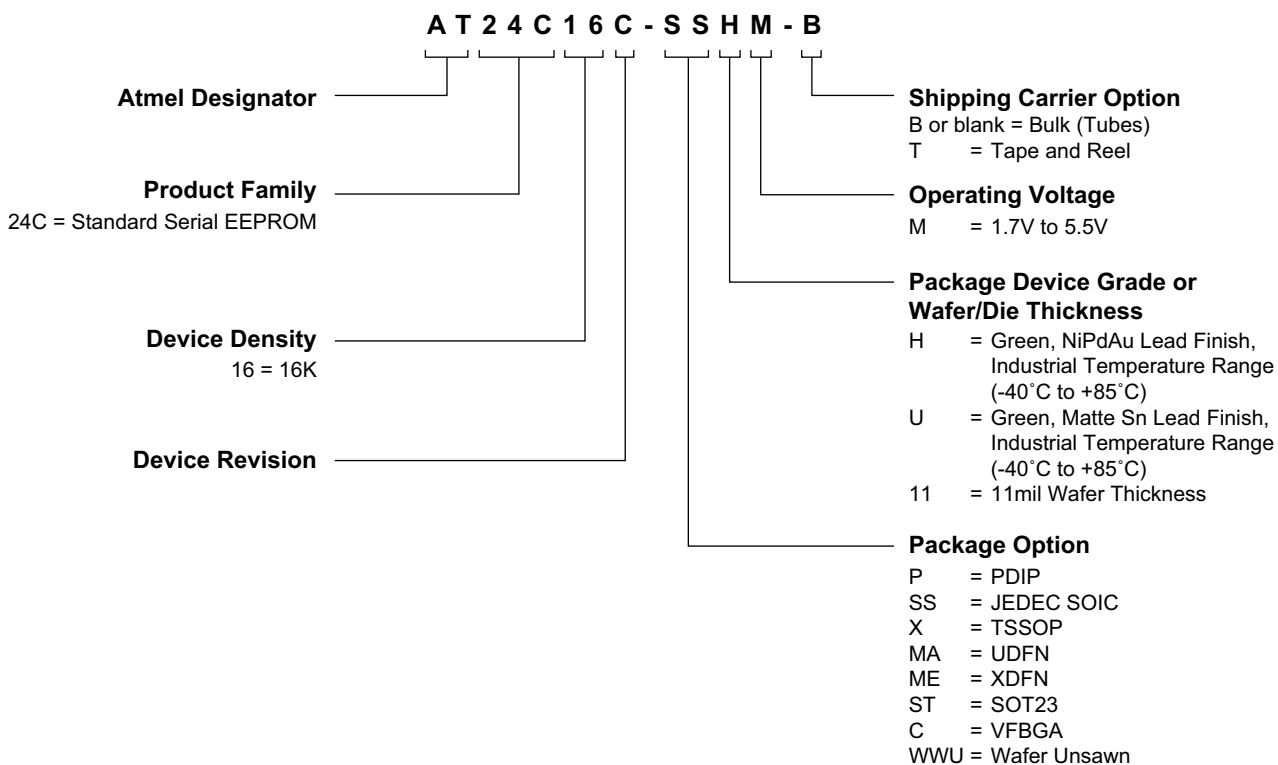 AT24C16C-SSHM-B
Atmel Designator
Product Family
24C = Standard Serial EEPROM
Device Density
16 = 16K
Device Revision
Shipping Carrier Option
B or blank = Bulk (Tubes)
T = Tape and Reel
Operating Voltage
M = 1.7V to 5.5V
Package Device Grade or
Wafer/Die Thickness
H = Green, NiPdAu Lead Finish,
Industrial Temperature Range
(-40˚C to +85˚C)
U = Green, Matte Sn Lead Finish,
Industrial Temperature Range
(-40˚C to +85˚C)
11 = 11mil Wafer Thickness
Package Option
P = PDIP
SS = JEDEC SOIC
X = TSSOP
MA = UDFN
ME = XDFN
ST = SOT23
C = VFBGA
WWU = Wafer Unsawn